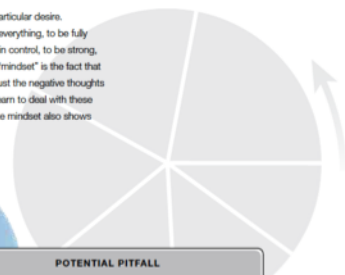 articular desire.
everything, to be fully
in control, to be strong,
"mindset" is the fact that
ust the negative thoughts
earn to deal with these
e mindset also shows
POTENTIAL PITFALL